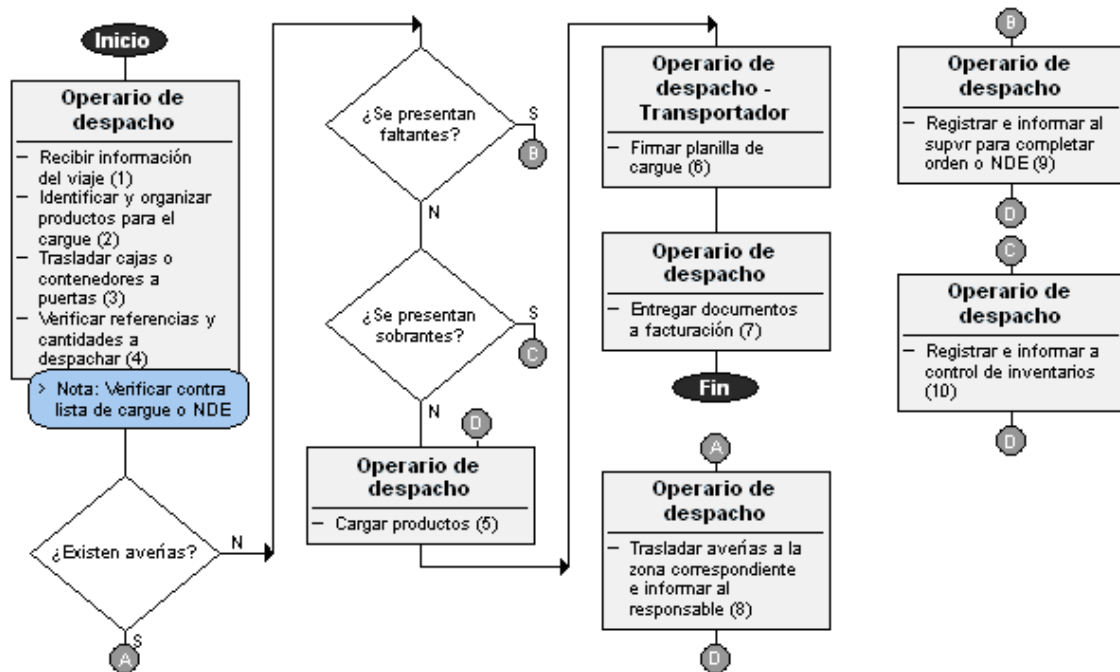 Inicio
Operario de
despacho
– Recibir información
del viaje (1)
– Identificar y organizar
productos para el
cargue (2)
– Trasladar cajas o
contenedores a
puertas (3)
– Verificar referencias y
cantidades a
despachar (4)
> Nota: Verificar contra
lista de cargue o NDE
¿Existen averías?
N
S
A
¿Se presentan
faltantes?
S
B
N
¿Se presentan
sobrantes?
S
C
N
D
Operario de
despacho
– Cargar productos (5)
Operario de
despacho -
Transportador
– Firmar planilla de
cargue (6)
Operario de
despacho
– Entregar documentos
a facturación (7)
Fin
A
Operario de
despacho
– Trasladar averías a la
zona correspondiente
e informar al
responsable (8)
D
B
Operario de
despacho
– Registrar e informar al
supvr para completar
orden o NDE (9)
D
C
Operario de
despacho
– Registrar e informar a
control de inventarios
(10)
D